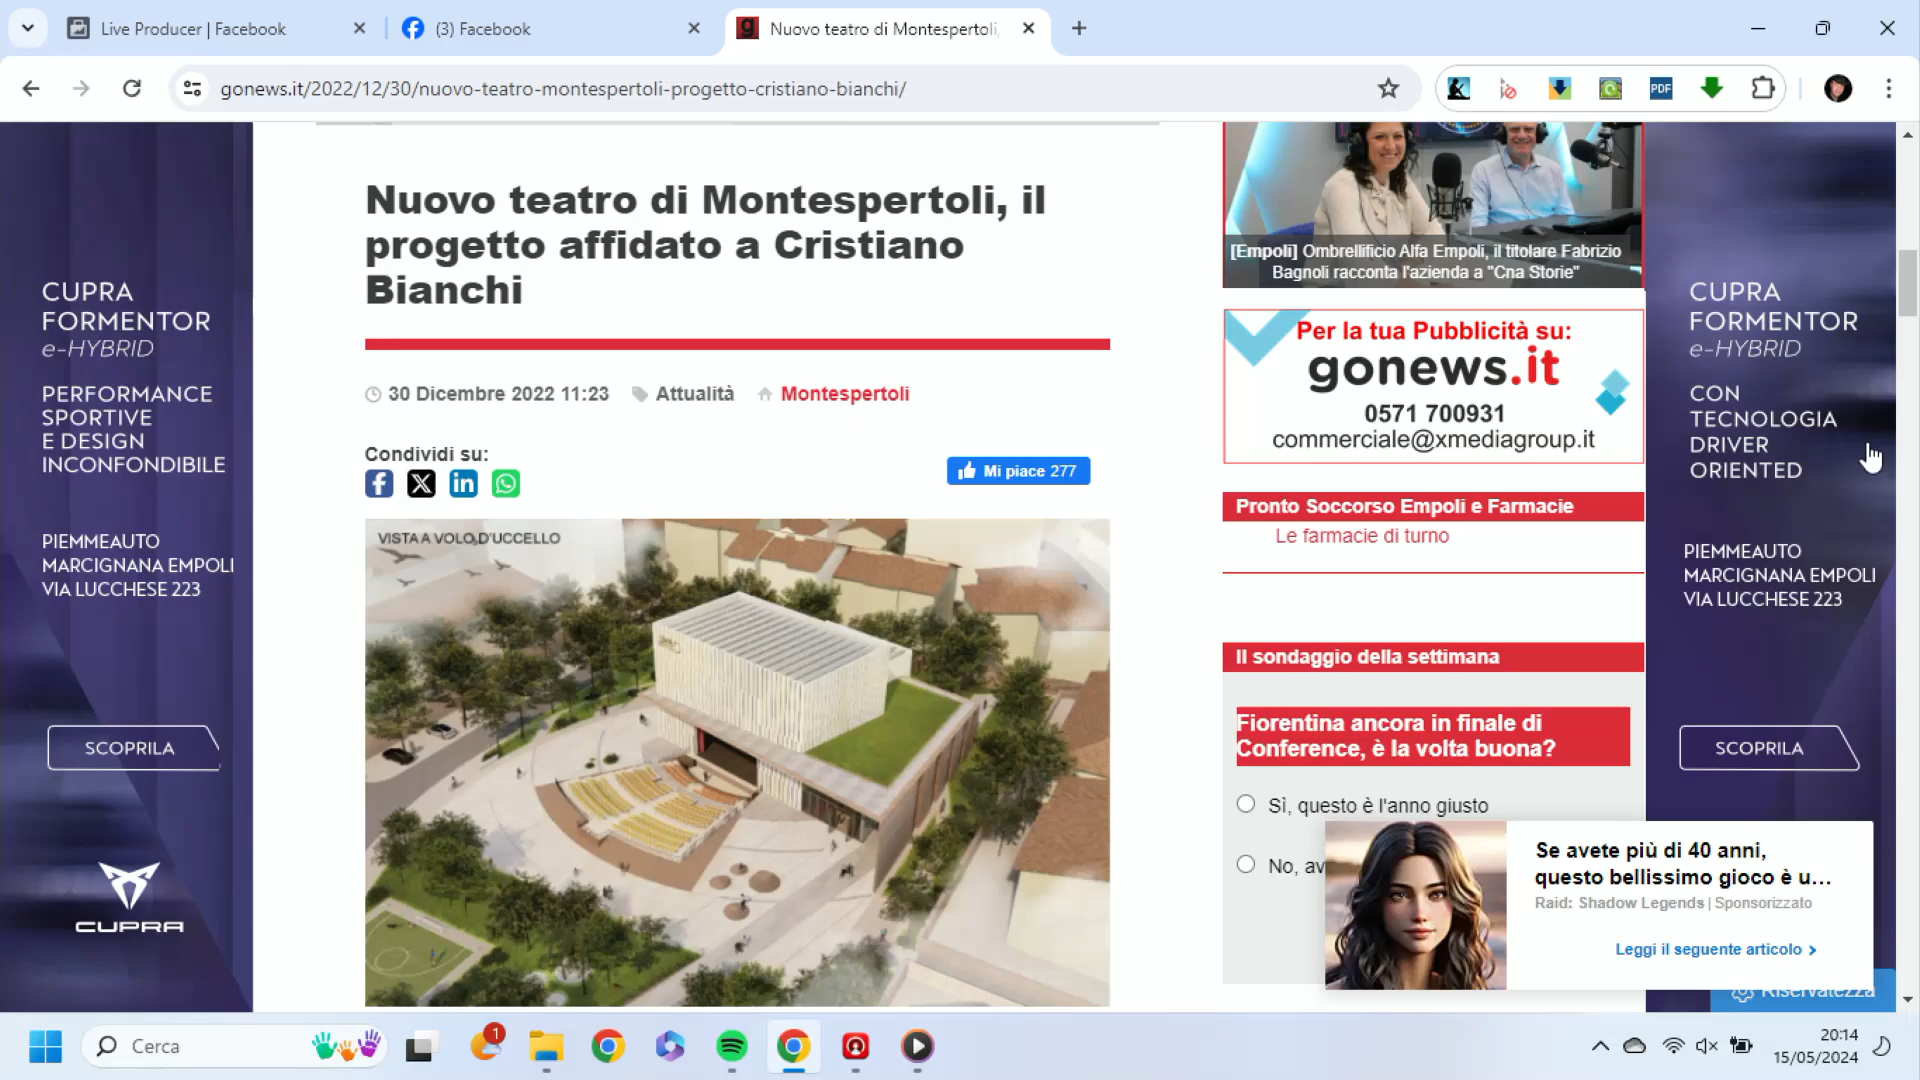 Live Producer | Facebook
(3) Facebook
Nuovo teatro di Montespertoli,
gonews.it/2022/12/30/nuovo-teatro-montespertoli-progetto-cristiano-bianchi/
PDF
CUPRA
FORMENTOR
e-HYBRID
PERFORMANCE
SPORTIVE
E DESIGN
INCONFONDIBILE
PIEMMEAUTO
MARCIGNANA EMPOLI
VIA LUCCHESE 223
SCOPRILA
CUPRA
Nuovo teatro di Montespertoli, il
progetto affidato a Cristiano
Bianchi
30 Dicembre 2022 11:23
Attualità
Montespertoli
Condividi su:
Mi piace 277
VISTA A VOLO D'UCCELLO
[Empoli] Ombrellificio Alfa Empoli, il titolare Fabrizio
Bagnoli racconta l'azienda a "Cna Storie"
Per la tua Pubblicità su:
gonews.it
0571 700931
commerciale@xmediagroup.it
Pronto Soccorso Empoli e Farmacie
Le farmacie di turno
Il sondaggio della settimana
Fiorentina ancora in finale di
Conference, è la volta buona?
Sì, questo è l'anno giusto
No, av
Se avete più di 40 anni,
questo bellissimo gioco è u...
Raid: Shadow Legends | Sponsorizzato
Leggi il seguente articolo >
Riservatezza
CUPRA
FORMENTOR
e-HYBRID
CON
TECNOLOGIA
DRIVER
ORIENTED
PIEMMEAUTO
MARCIGNANA EMPOLI
VIA LUCCHESE 223
SCOPRILA
Cerca
1
20:14
15/05/2024